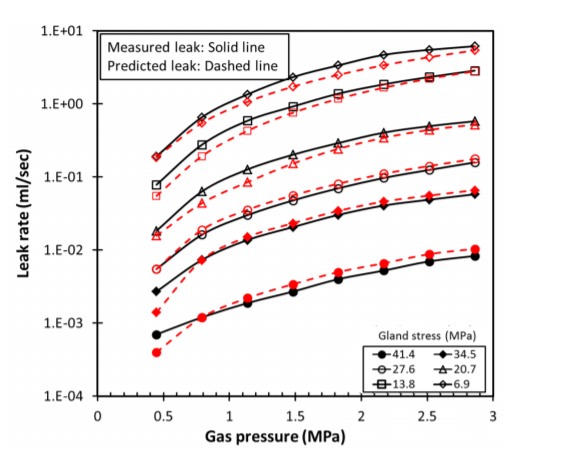 1.E+01
Measured leak: Solid line
Predicted leak: Dashed line
1.E+00
1.E-01
1.E-02
1.E-03
1.E-04
Leak rate (ml/sec)
Gland stress (MPa)
41.4 34.5
27.6 20.7
13.8 6.9
0 0.5 1 1.5 2 2.5 3
Gas pressure (MPa)